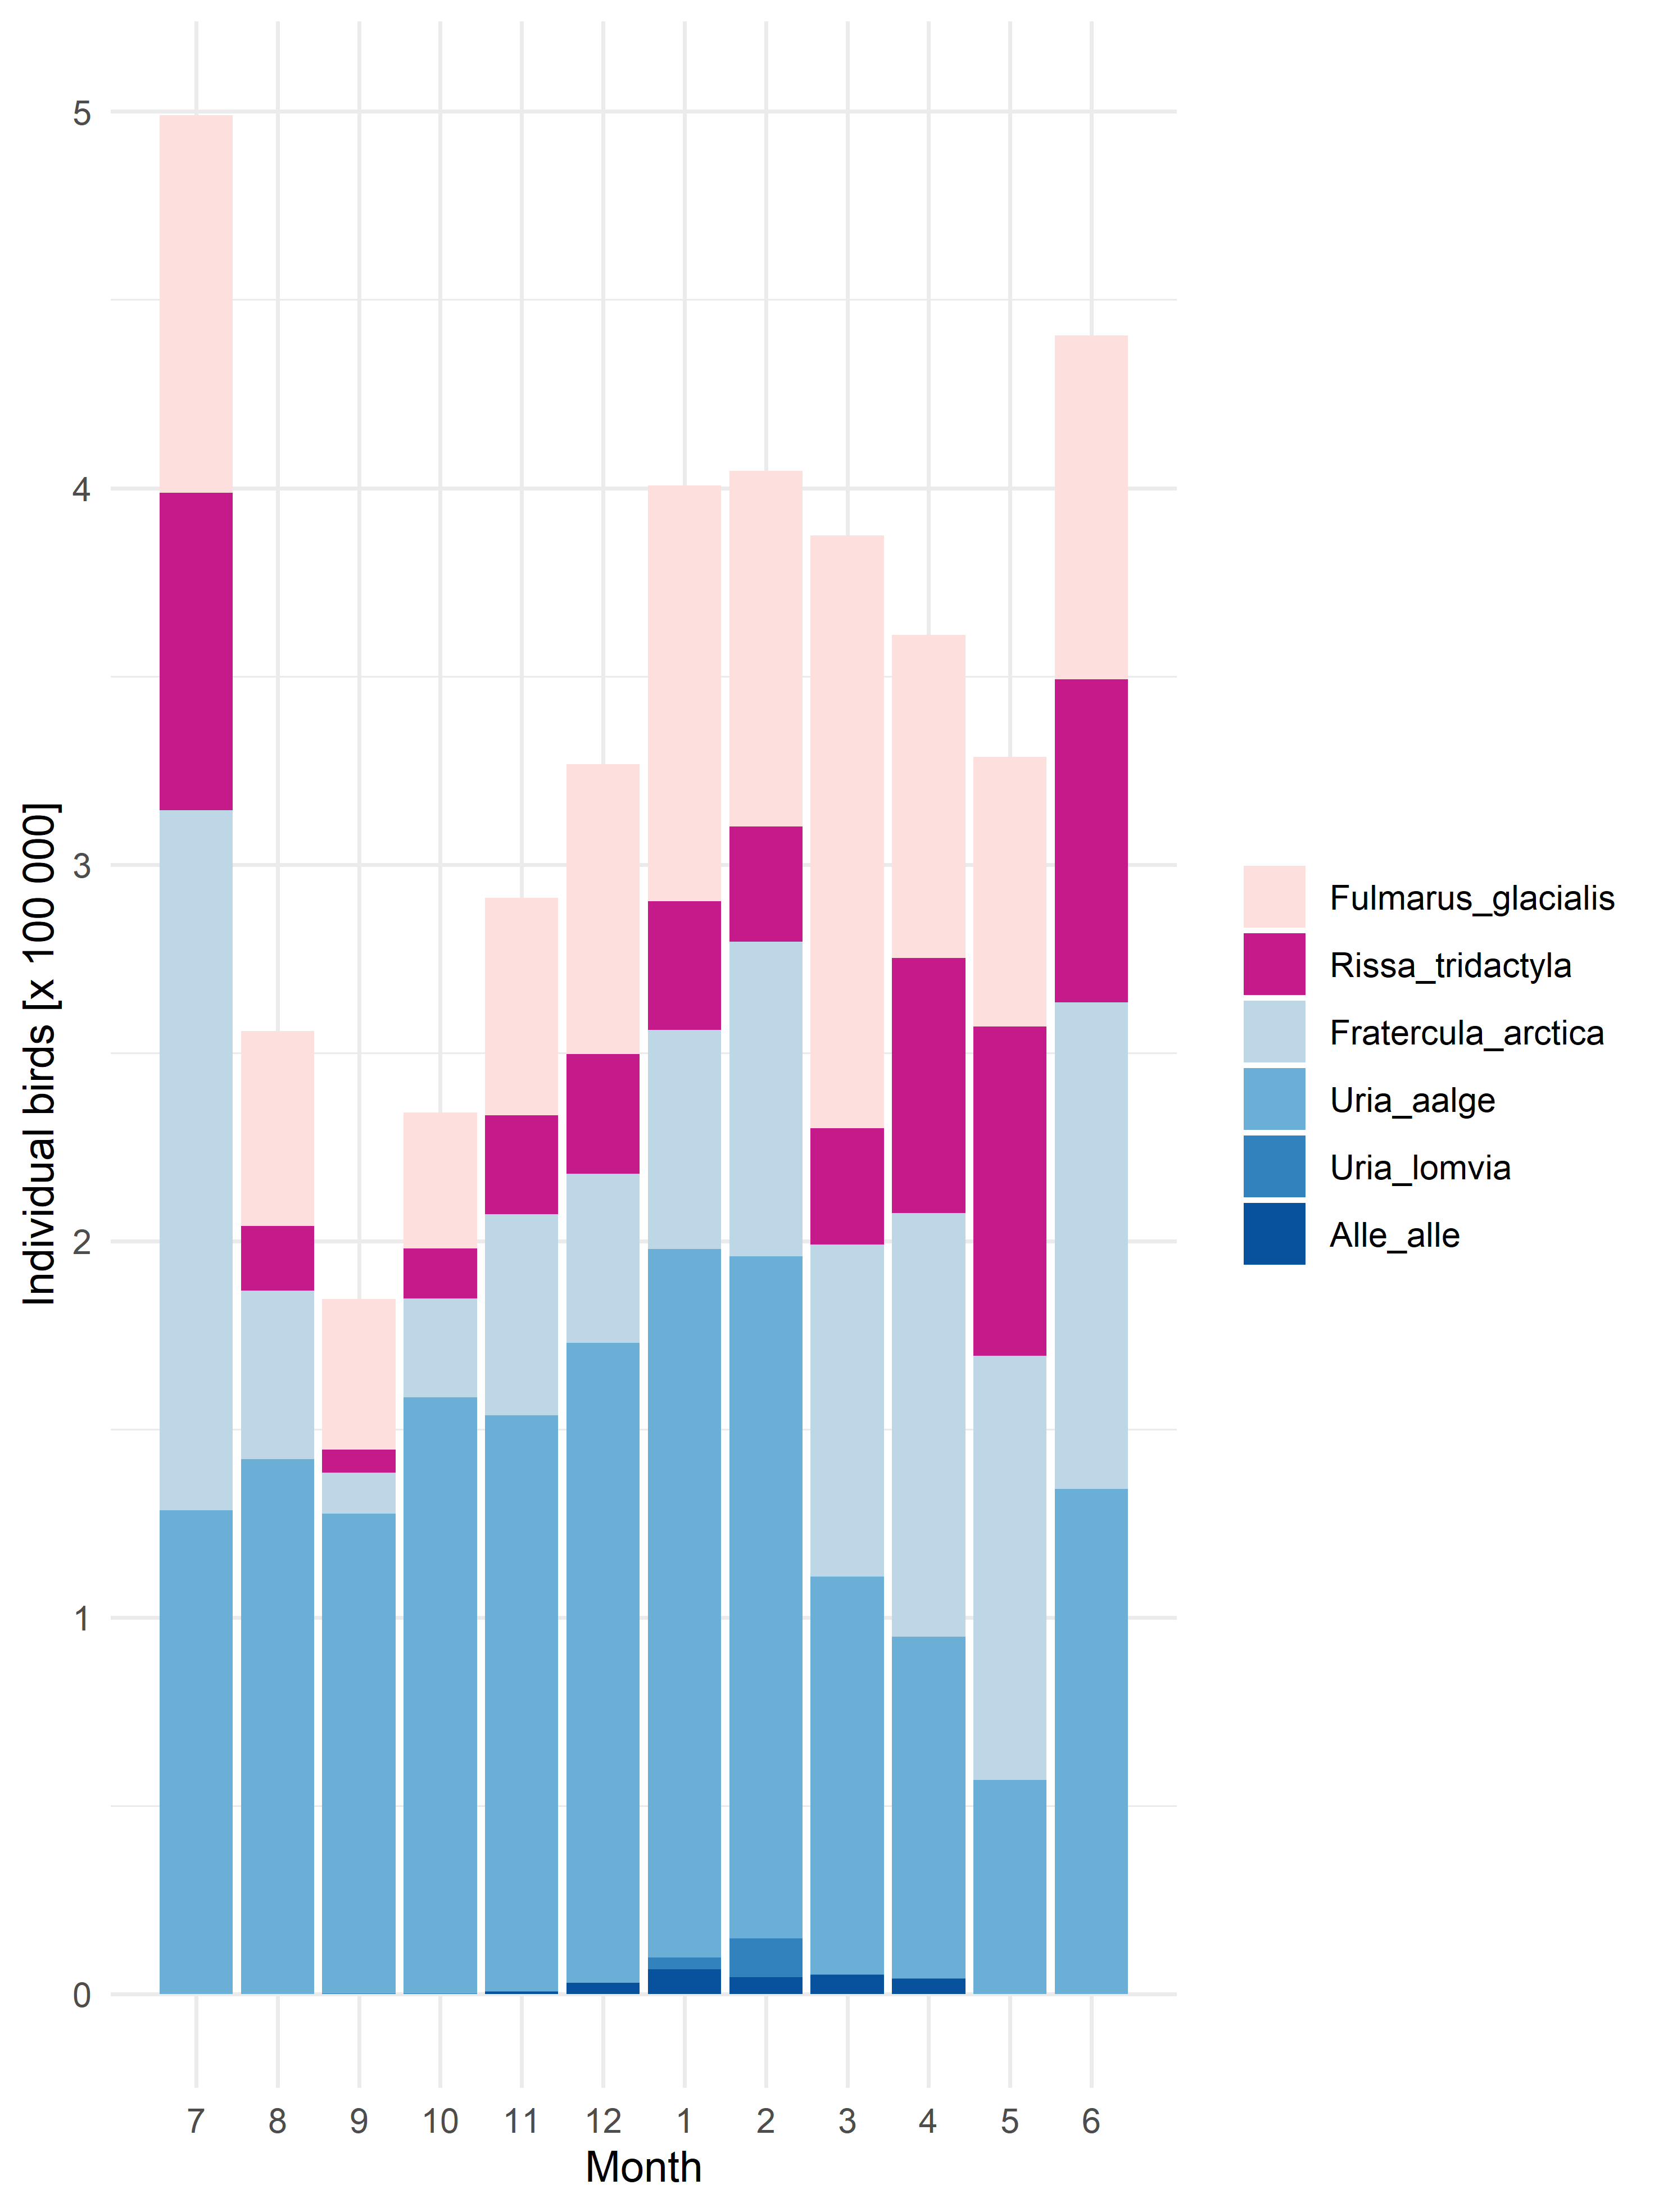 Individual birds [x 100 000]
5
4
3
2
1
0
7 8 9 10 11 12 1 2 3 4 5 6
Month
Fulmarus_glacialis
Rissa_tridactyla
Fratercula_arctica
Uria_aalge
Uria_lomvia
Alle_alle